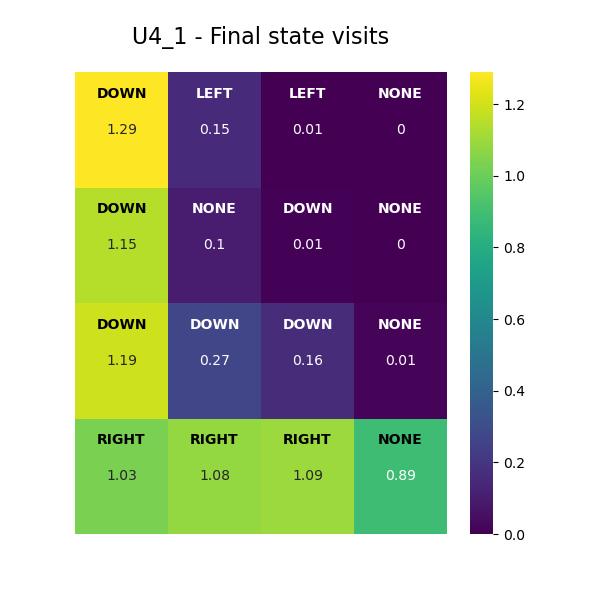 U4_1 - Final state visits
DOWN LEFT LEFT NONE
1.29 0.15 0.01 0
DOWN NONE DOWN NONE
1.15 0.1 0.01 0
DOWN DOWN DOWN NONE
1.19 0.27 0.16 0.01
RIGHT RIGHT RIGHT NONE
1.03 1.08 1.09 0.89
1.2
1.0
0.8
0.6
0.4
0.2
0.0